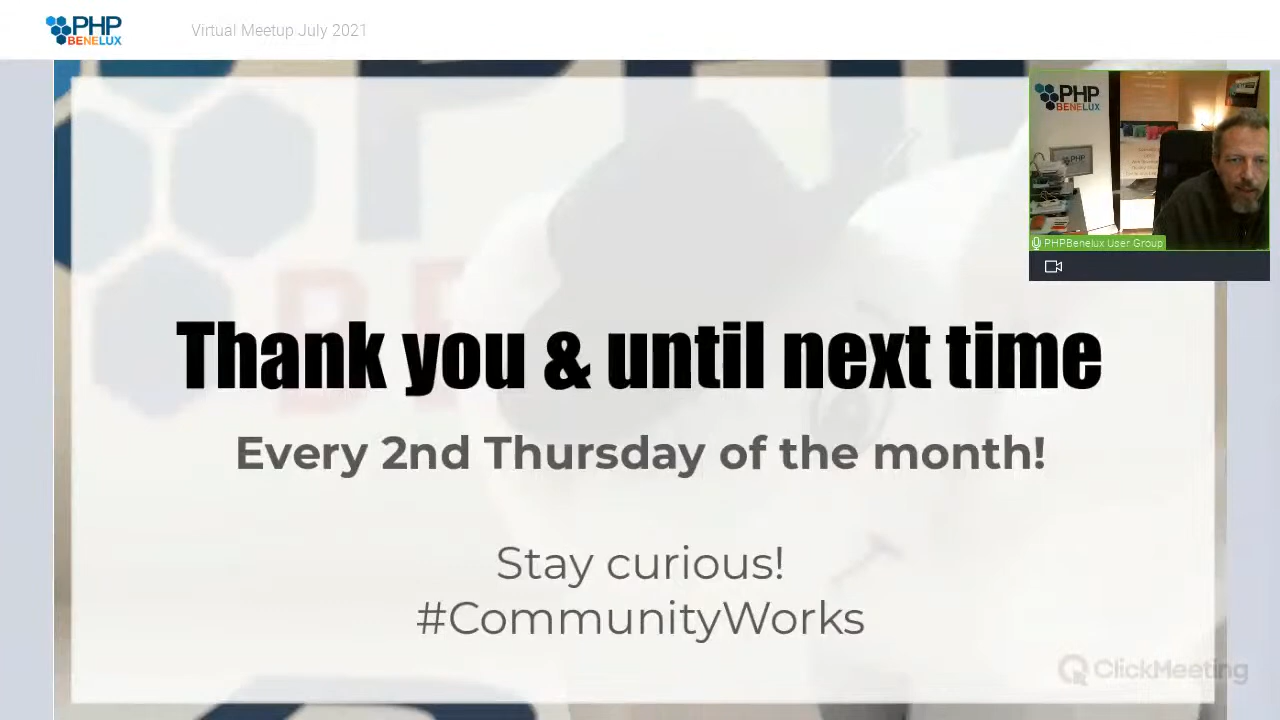 PHP
BENELUX
Virtual Meetup July 2021
PHP
BENELUX
PHP
PHPBenelux User Group
Thank you & until next time
Every 2nd Thursday of the month!
Stay curious!
#CommunityWorks
ClickMeeting